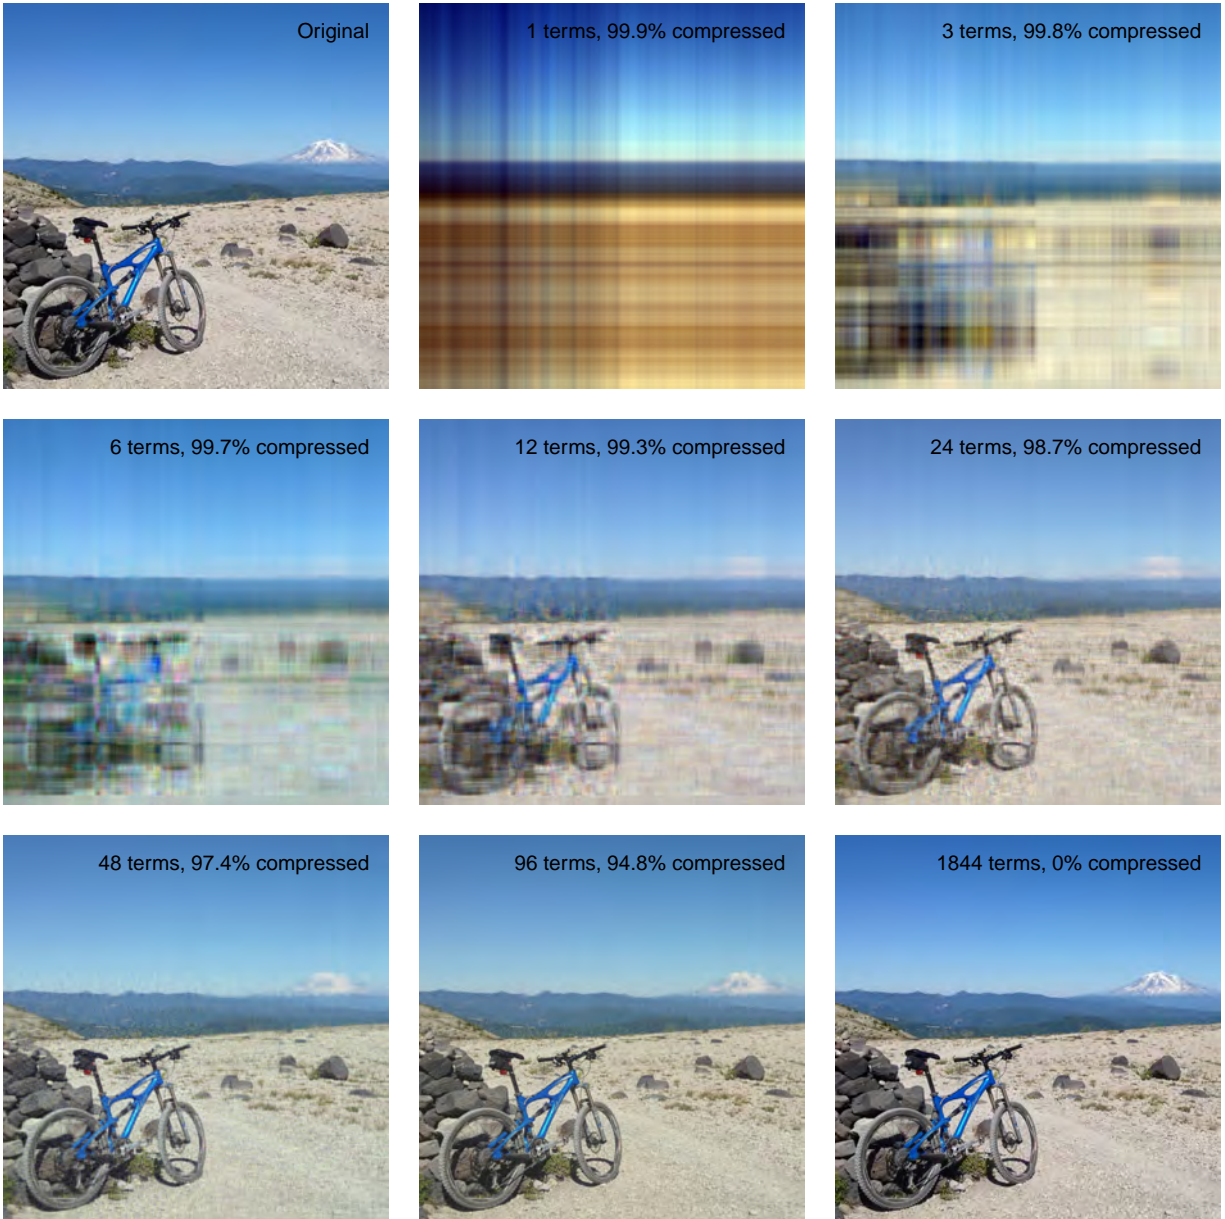 Original
1 terms, 99.9% compressed
3 terms, 99.8% compressed
6 terms, 99.7% compressed
12 terms, 99.3% compressed
24 terms, 98.7% compressed
48 terms, 97.4% compressed
96 terms, 94.8% compressed
1844 terms, 0% compressed